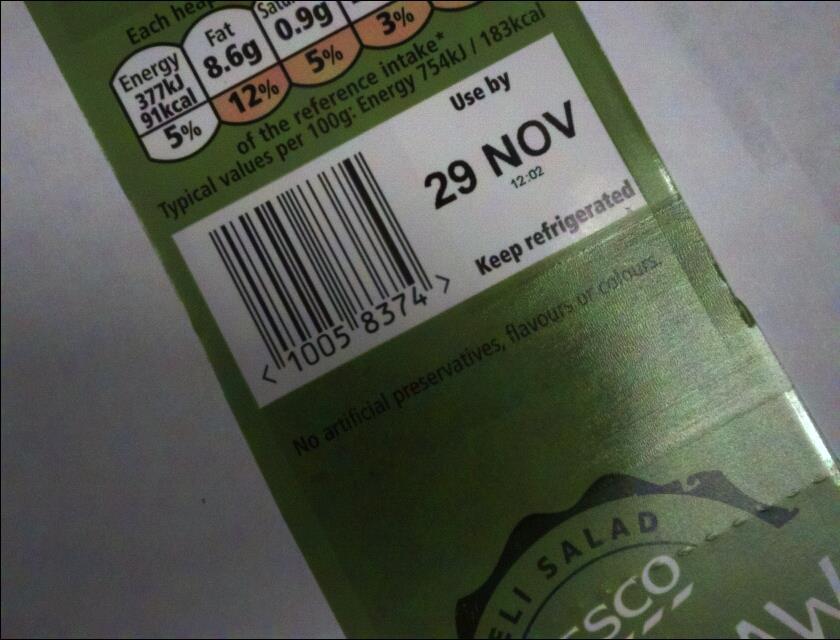 Each
Energy
377kJ
91kcal
5%
Fat
8.6g
12%
0.9g
5%
3%
of the reference intake*
Typical values per 100g: Energy 754kJ / 183kcal
Use by
29 NOV
12:02
Keep refrigerated
< 1005 8374 >
No artificial preservatives, flavours or colours.
ELI SALAD
ESCO
AW